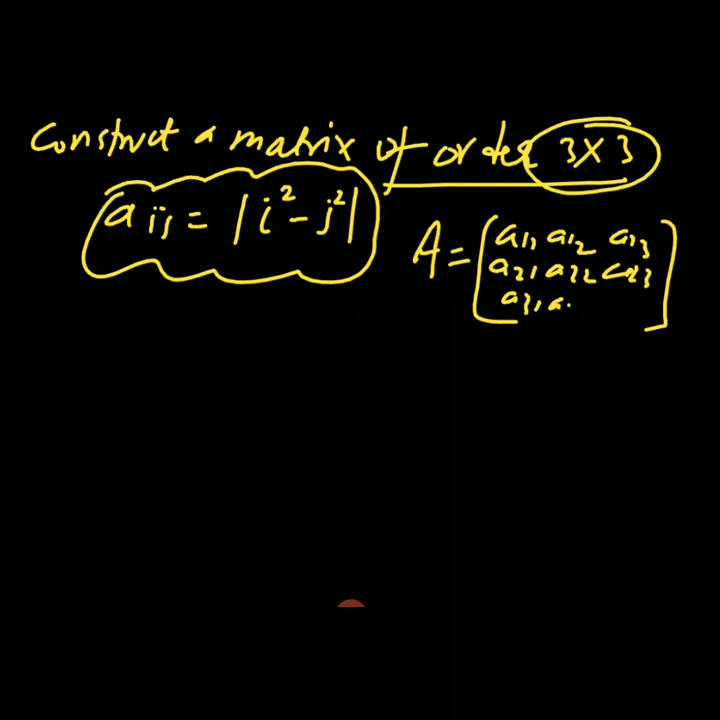 Construct a matrix of order 3X3
aij = |i²-j²|
A = [a11 a12 a13
a21 a22 a23
a31 a
]